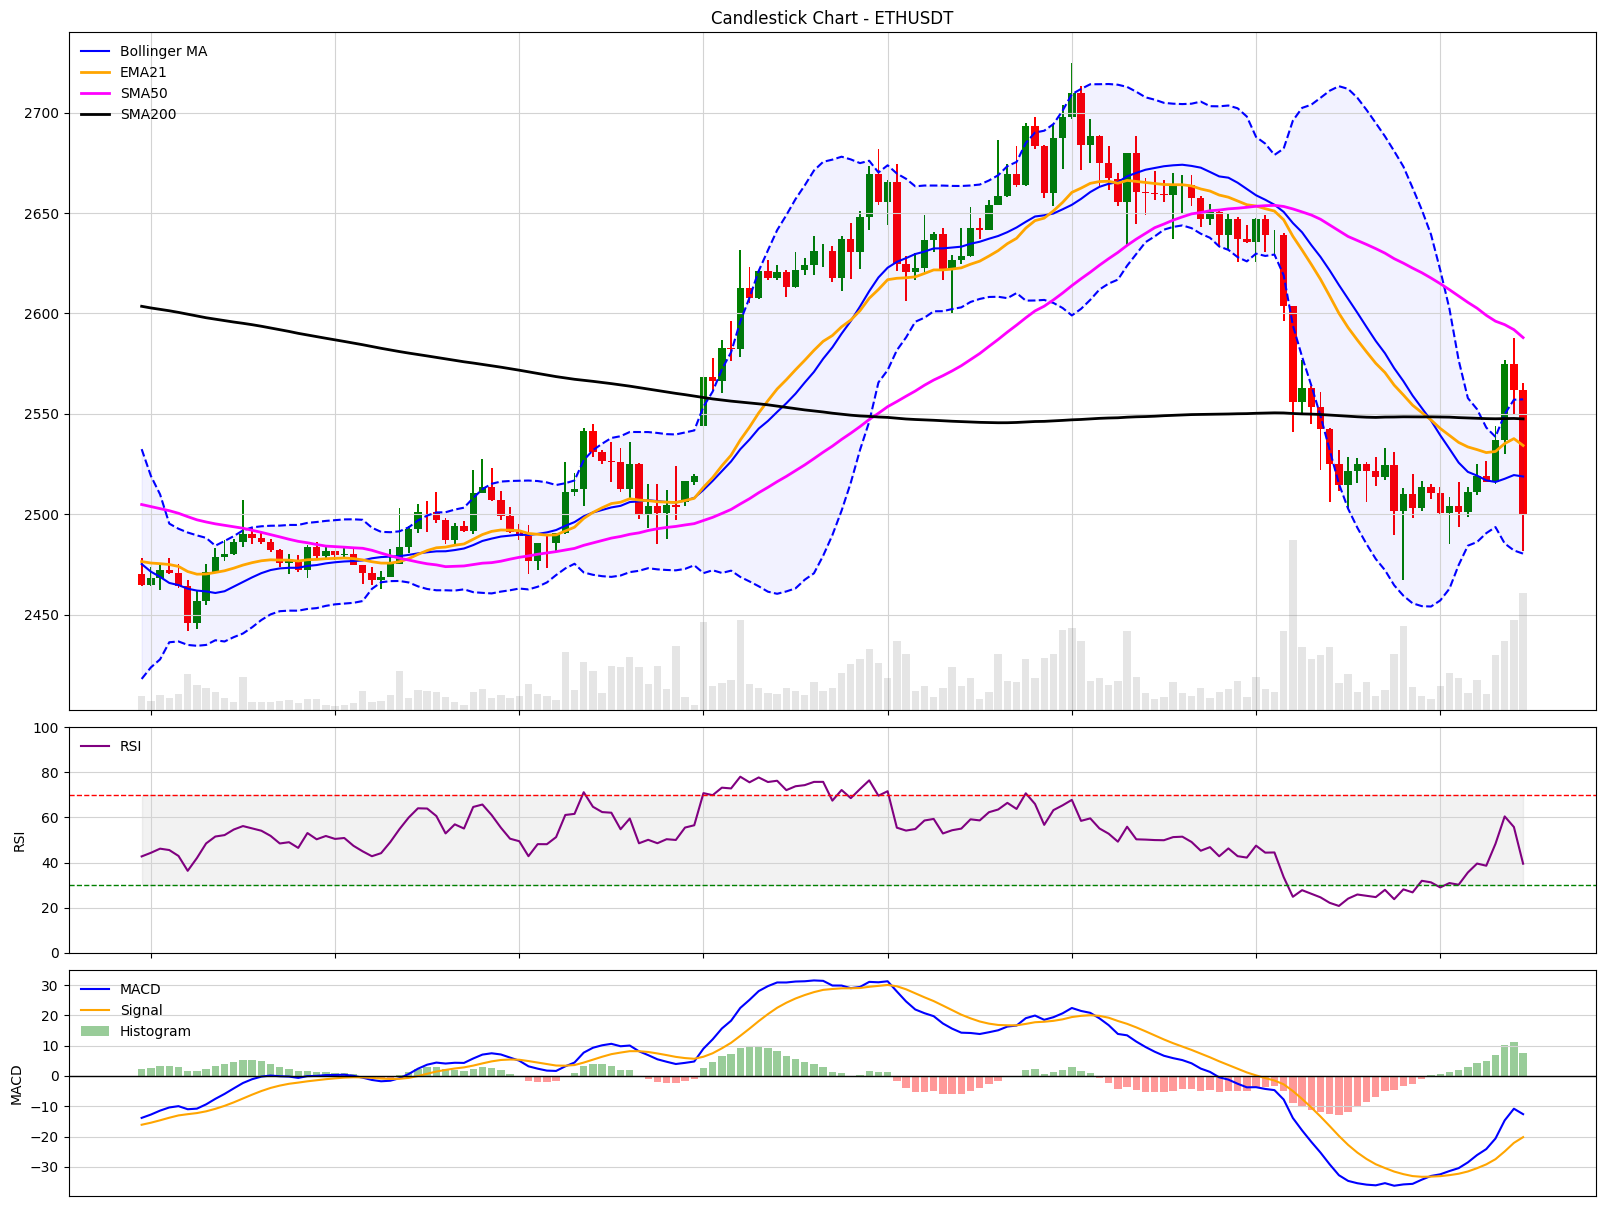 Candlestick Chart - ETHUSDT
Bollinger MA
EMA21
SMA50
SMA200
2700
2650
2600
2550
2500
2450
RSI
100
80
60
40
20
0
RSI
MACD
Signal
Histogram
30
20
10
0
−10
−20
−30
MACD